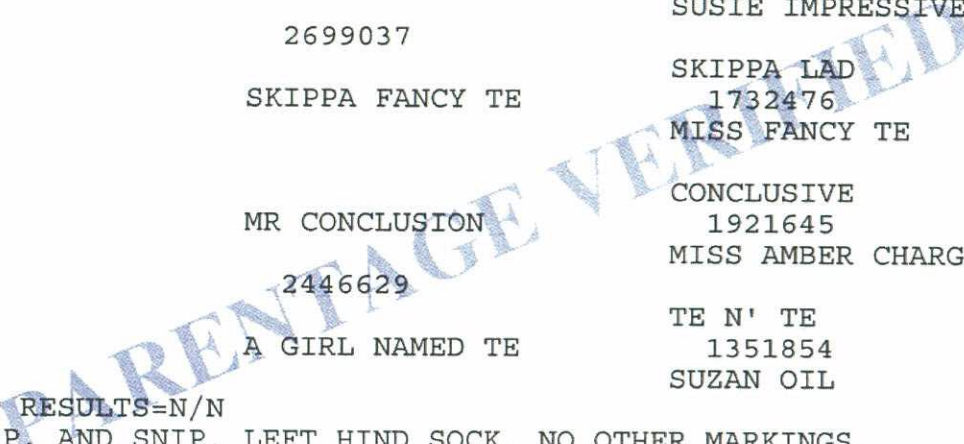 SUSIE IMPRESSIVE
2699037
SKIPPA LAD
SKIPPA FANCY TE 1732476
MISS FANCY TE
CONCLUSIVE
MR CONCLUSION 1921645
MISS AMBER CHARG
2446629
TE N' TE
A GIRL NAMED TE 1351854
SUZAN OIL
PARENTAGE VERIFIED
RESULTS=N/N
P, AND SNIP. LEFT HIND SOCK. NO OTHER MARKINGS